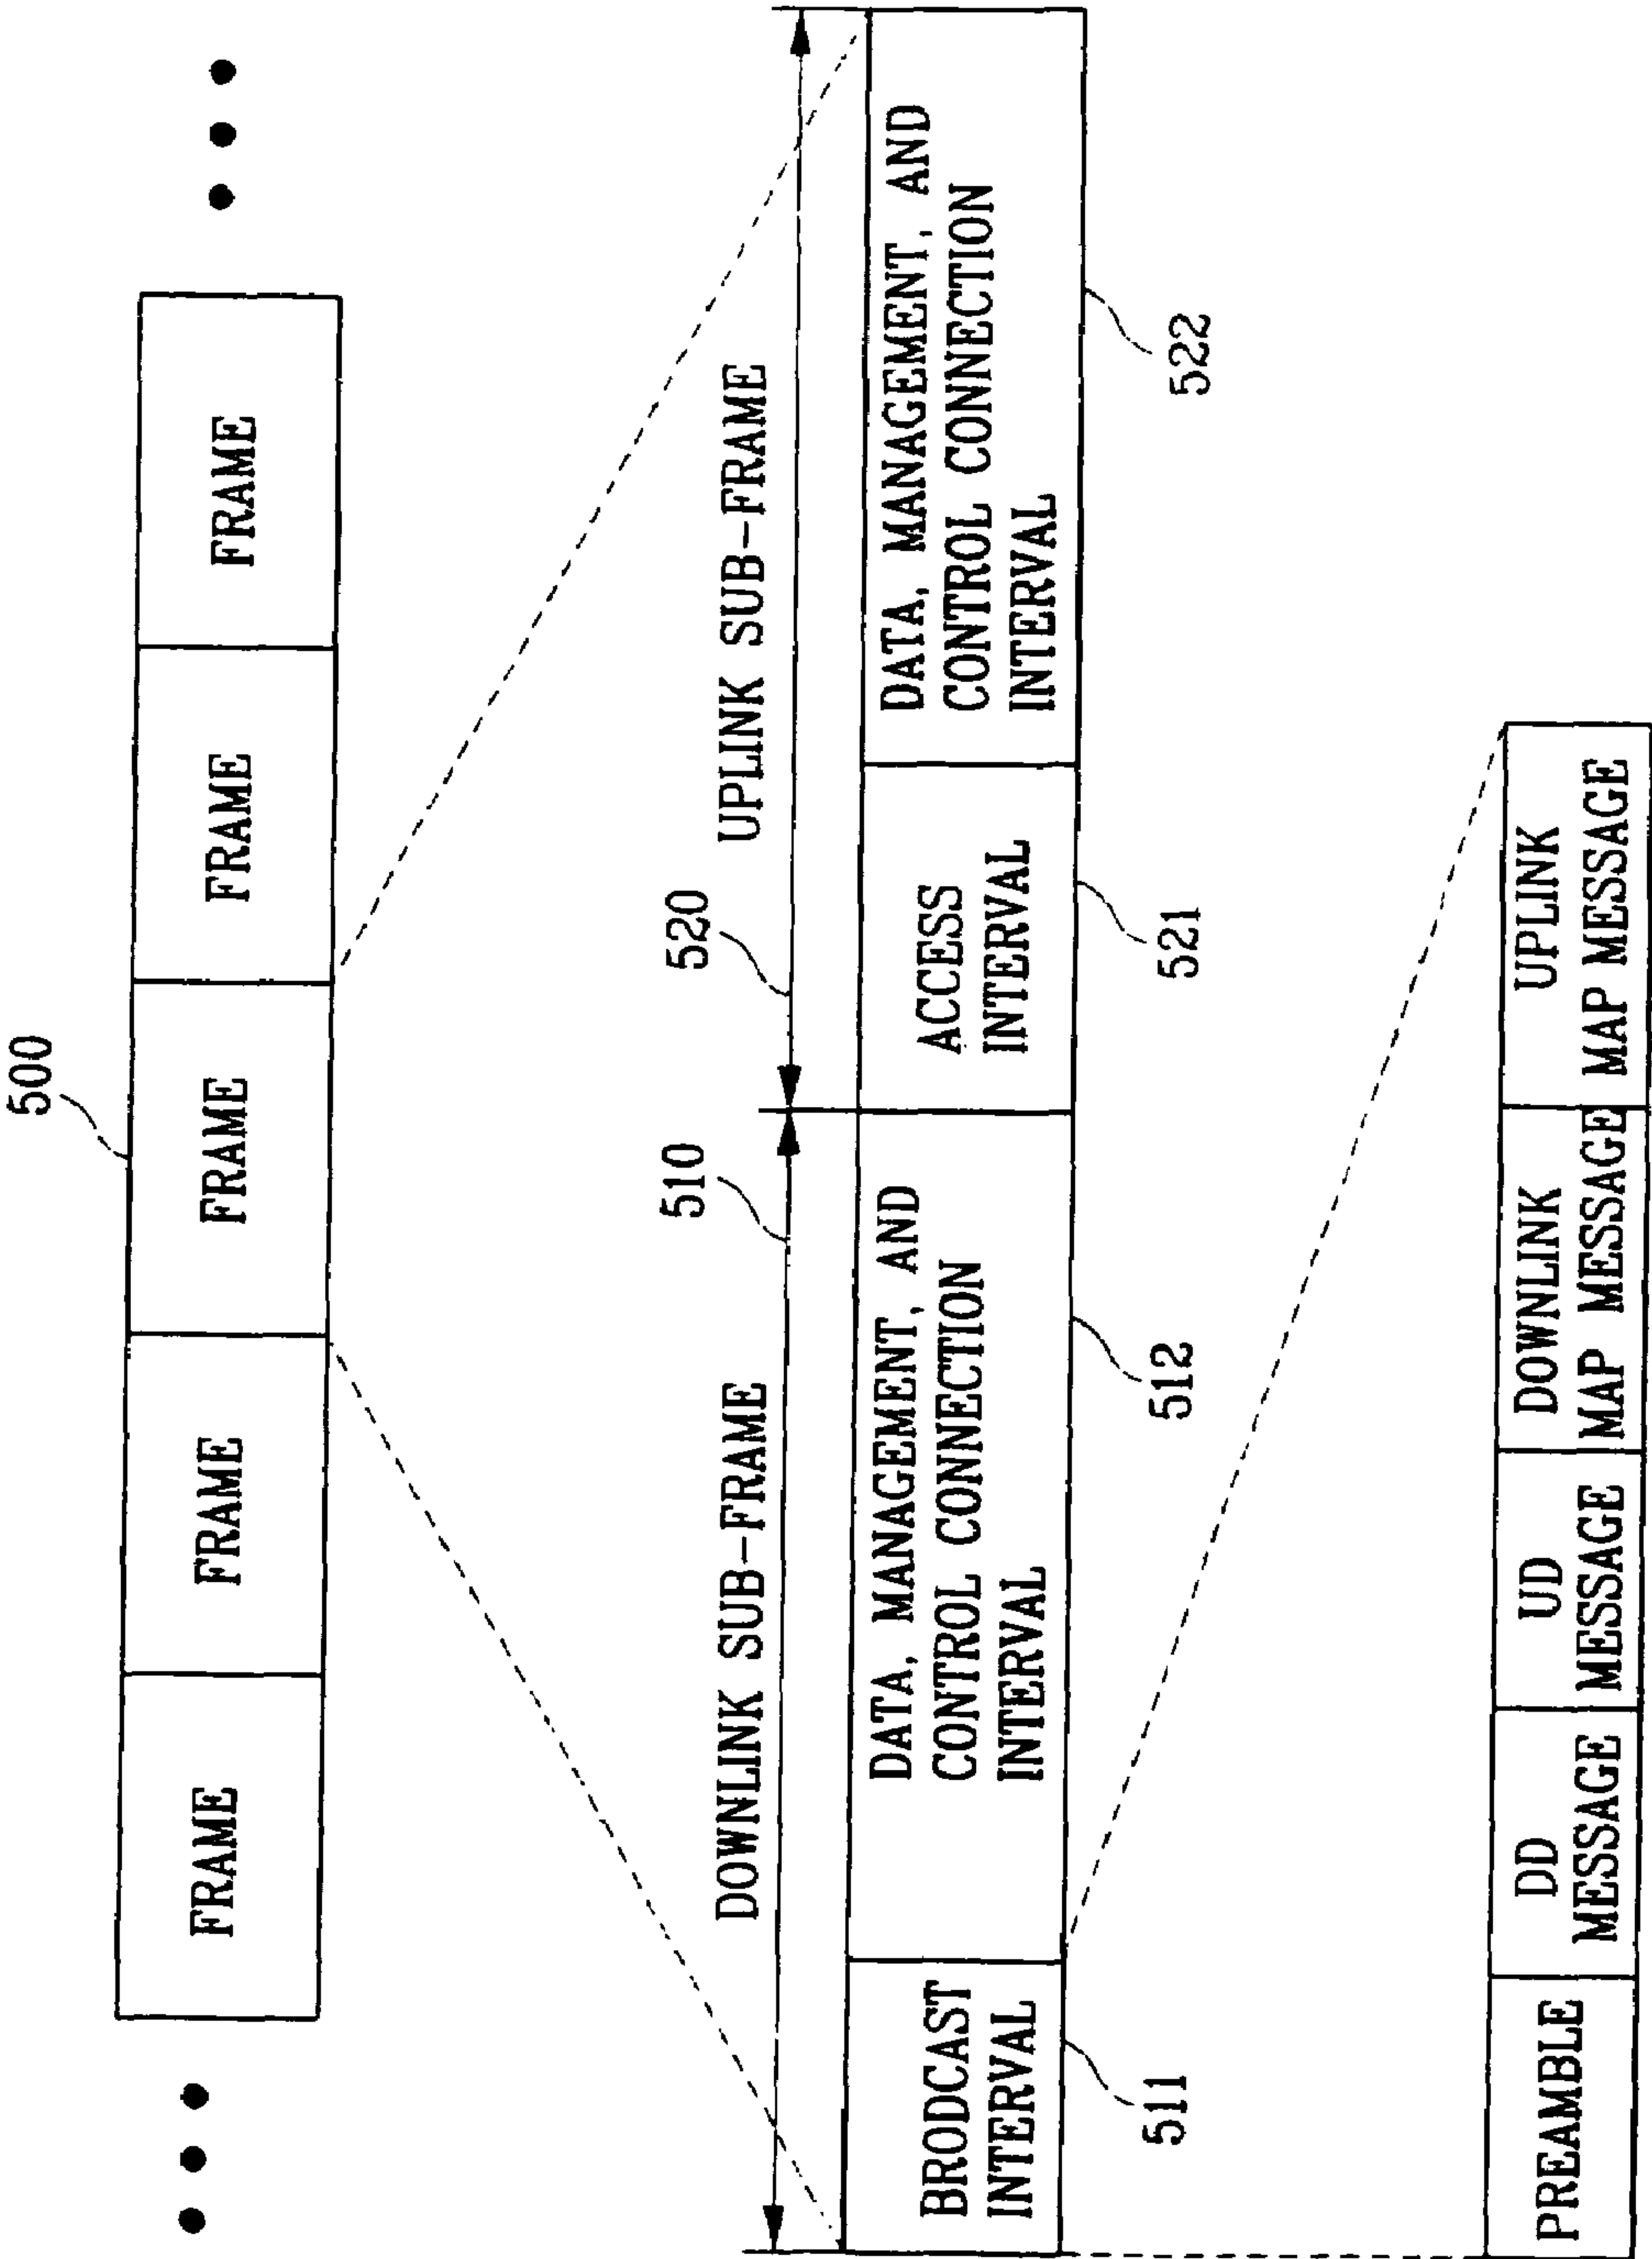 500
FRAME
FRAME
FRAME
FRAME
FRAME
510
520
DOWNLINK SUB-FRAME
UPLINK SUB-FRAME
BRODCAST
INTERVAL
DATA, MANAGEMENT, AND
CONTROL CONNECTION
INTERVAL
ACCESS
INTERVAL
DATA, MANAGEMENT, AND
CONTROL CONNECTION
INTERVAL
511
512
521
522
PREAMBLE
DD
MESSAGE
UD
MESSAGE
DOWNLINK
MAP MESSAGE
UPLINK
MAP MESSAGE